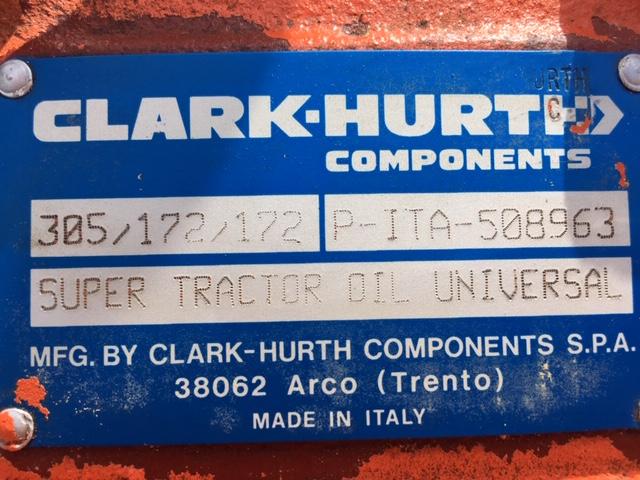 CLARK-HURTH
COMPONENTS
305/172/172 P-ITA-508963
SUPER TRACTOR OIL UNIVERSAL
MFG. BY CLARK-HURTH COMPONENTS S.P.A.
38062 Arco (Trento)
MADE IN ITALY